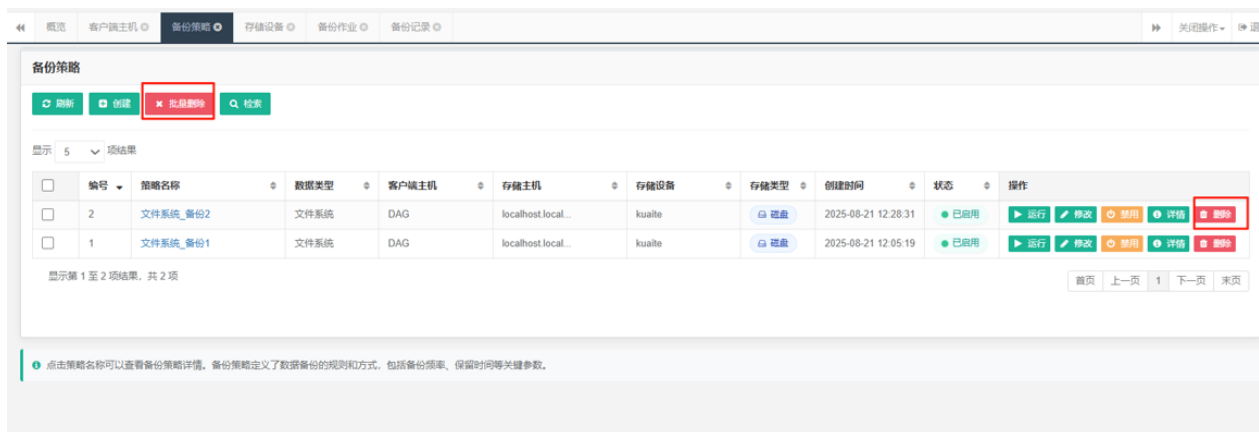 概览 客户端主机 备份策略 存储设备 备份作业 备份记录 关闭操作 退
备份策略
刷新 创建 批量删除 检索
显示 5 项结果
编号 策略名称 数据类型 客户端主机 存储主机 存储设备 存储类型 创建时间 状态 操作
2 文件系统_备份2 文件系统 DAG localhost.local... kuaite 磁盘 2025-08-21 12:28:31 已启用 运行 修改 禁用 详情 删除
1 文件系统_备份1 文件系统 DAG localhost.local... kuaite 磁盘 2025-08-21 12:05:19 已启用 运行 修改 禁用 详情 删除
显示第 1 至 2 项结果，共 2 项
首页 上一页 1 下一页 末页
点击策略名称可以查看备份策略详情。备份策略定义了数据备份的规则和方式，包括备份频率、保留时间等关键参数。